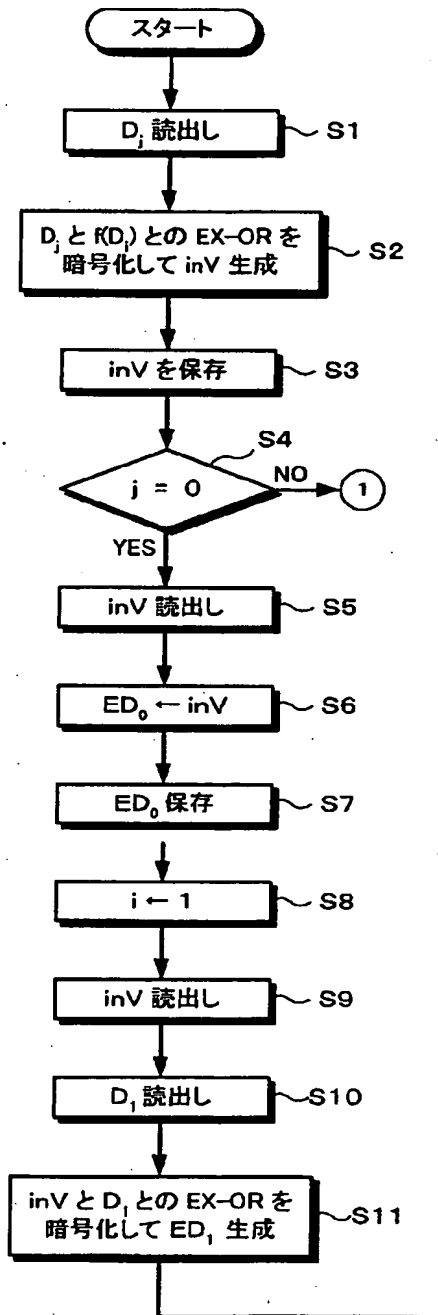 スタート
Dj 読出し
S1
Dj と f(Di) との EX-OR を
暗号化して inV 生成
S2
inV を保存
S3
S4
j = 0
NO
1
YES
inV 読出し
S5
ED0 ← inV
S6
ED0 保存
S7
i ← 1
S8
inV 読出し
S9
D1 読出し
S10
inV と D1 との EX-OR を
暗号化して ED1 生成
S11